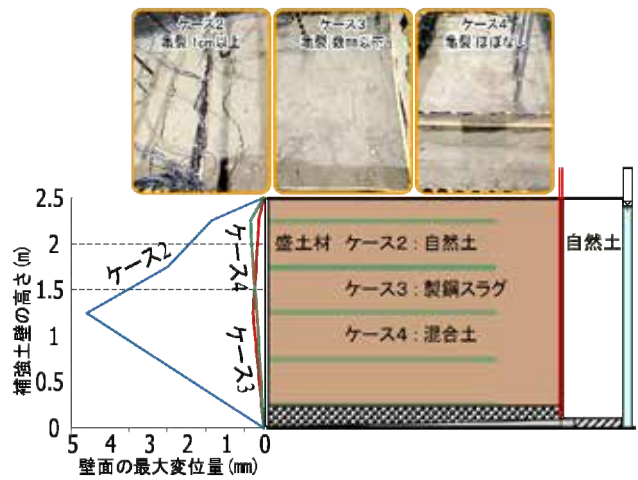 ケース2
亀裂 1cm以上
ケース3
亀裂 数mm以下
ケース4
亀裂 ほぼなし
補強土壁の高さ(m)
2.5
2
1.5
1
0.5
0
ケース2
ケース4
ケース3
盛土材 ケース2：自然土
ケース3：製鋼スラグ
ケース4：混合土
自然土
5 4 3 2 1 0
壁面の最大変位量(mm)